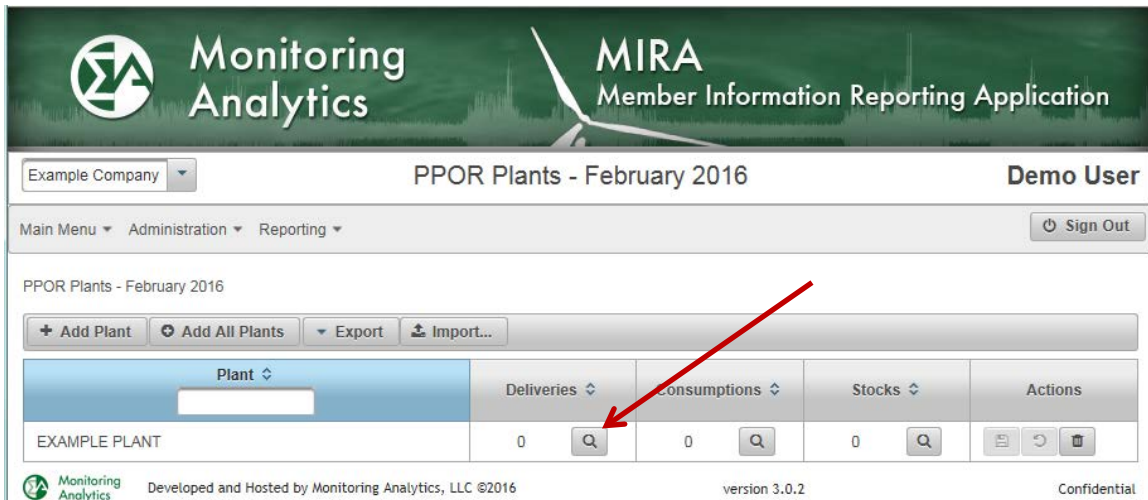 Monitoring Analytics
MIRA
Member Information Reporting Application
Example Company
PPOR Plants - February 2016
Demo User
Main Menu Administration Reporting
Sign Out
PPOR Plants - February 2016
Add Plant Add All Plants Export Import...
Plant Deliveries Consumptions Stocks Actions
EXAMPLE PLANT 0 0 0
Monitoring Analytics
Developed and Hosted by Monitoring Analytics, LLC ©2016 version 3.0.2 Confidential